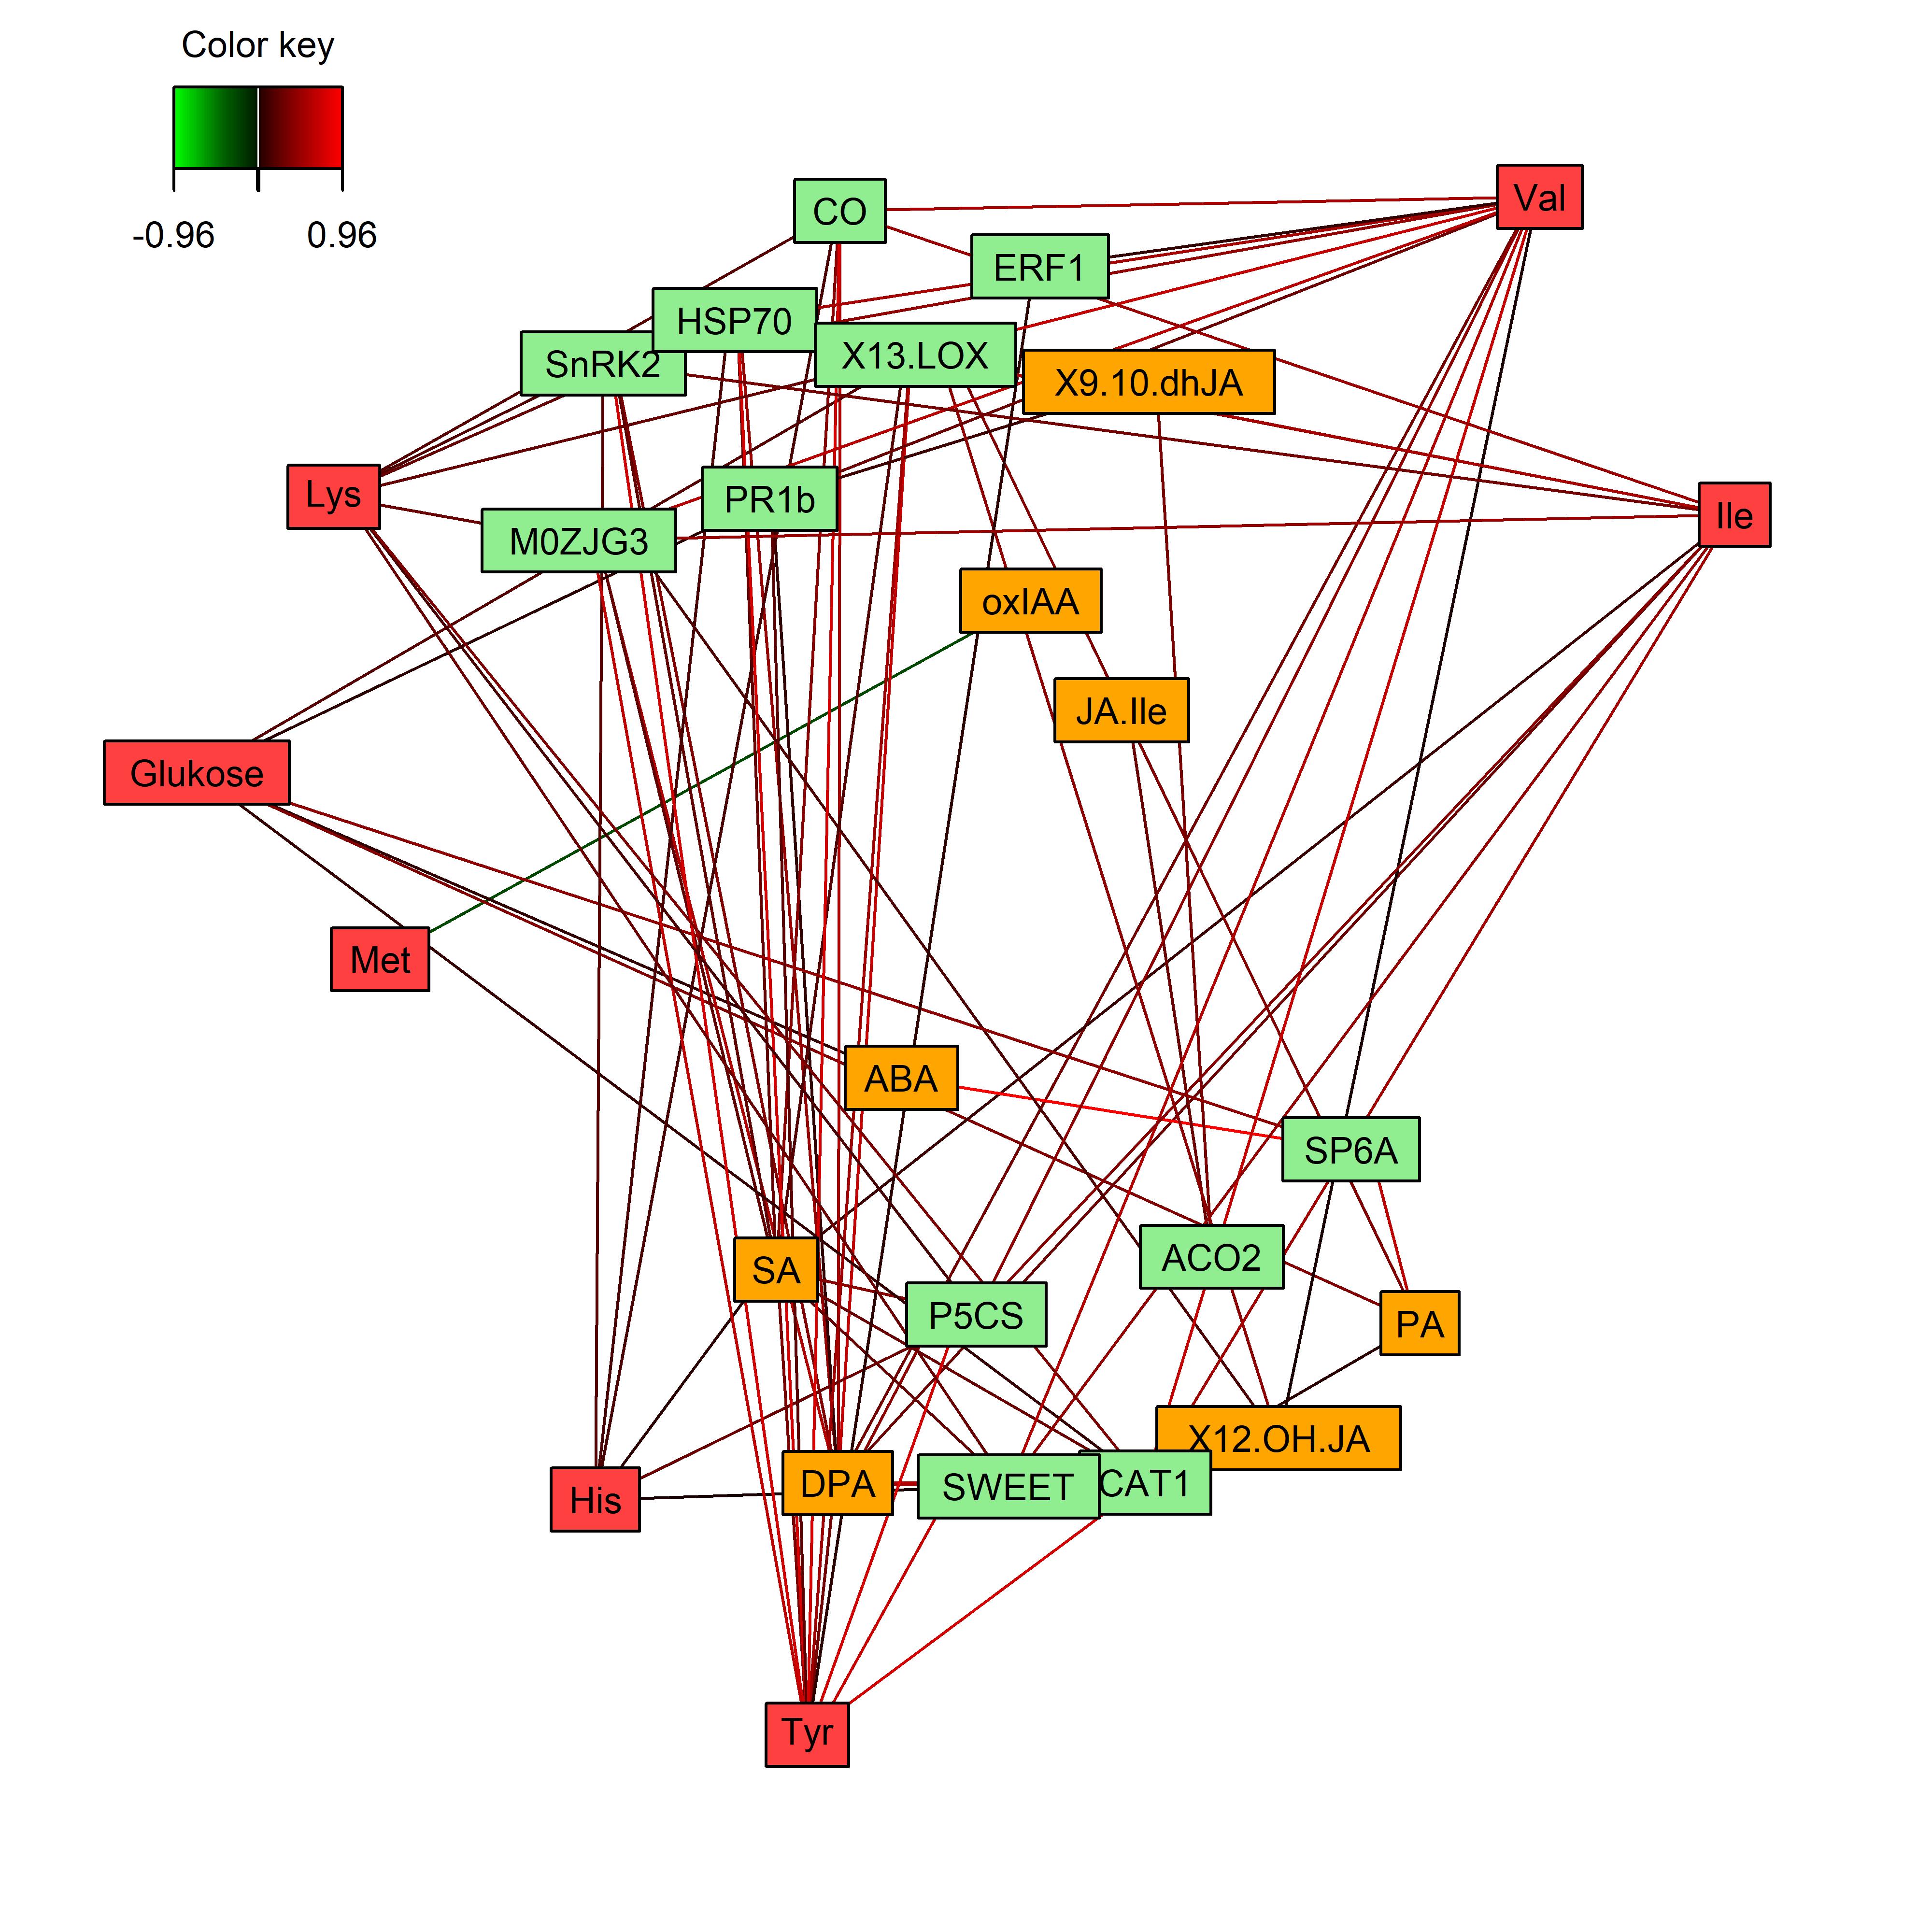 Color key
-0.96 0.96
Val
CO
ERF1
HSP70
X13.LOX
SnRK2
X9.10.dhJA
Lys
PR1b
Ile
M0ZJG3
oxIAA
JA.Ile
Glukose
Met
ABA
SP6A
ACO2
SA
P5CS
PA
X12.OH.JA
DPA
SWEET
CAT1
His
Tyr